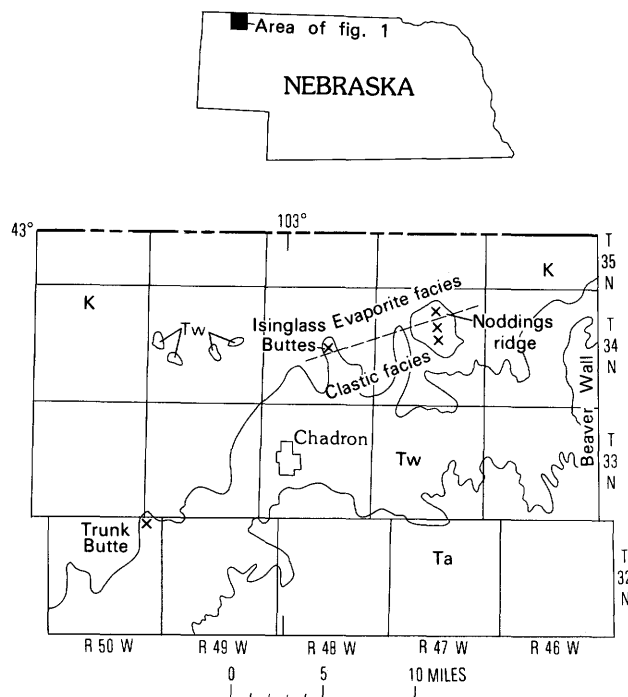 Area of fig. 1
NEBRASKA
43°
103°
T
35
N
K
K
Tw
Isinglass
Buttes
Evaporite facies
Noddings
ridge
T
34
N
Clastic facies
Beaver Wall
Chadron
Tw
T
33
N
Trunk
Butte
Ta
T
32
N
R 50 W
R 49 W
R 48 W
R 47 W
R 46 W
0
5
10 MILES